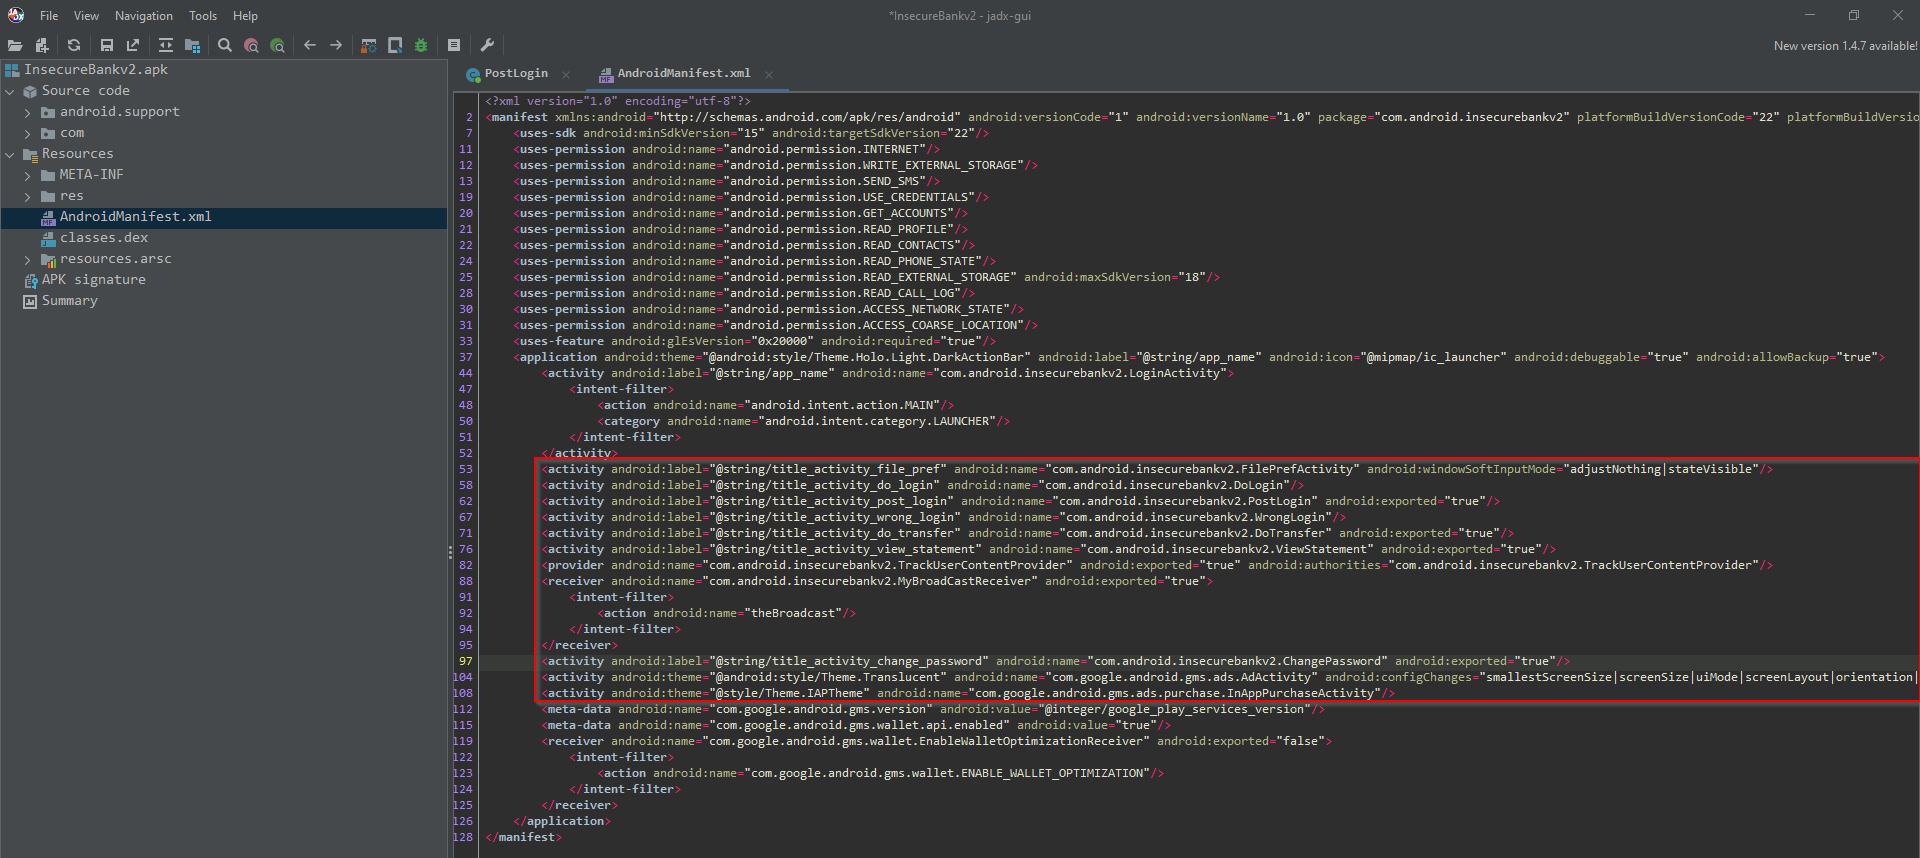 File View Navigation Tools Help
*InsecureBankv2 - jadx-gui
New version 1.4.7 available!
InsecureBankv2.apk
Source code
android.support
com
Resources
META-INF
res
AndroidManifest.xml
classes.dex
resources.arsc
APK signature
Summary
PostLogin AndroidManifest.xml
<?xml version="1.0" encoding="utf-8"?>
2 <manifest xmlns:android="http://schemas.android.com/apk/res/android" android:versionCode="1" android:versionName="1.0" package="com.android.insecurebankv2" platformBuildVersionCode="22" platformBuildVersio
7 <uses-sdk android:minSdkVersion="15" android:targetSdkVersion="22"/>
11 <uses-permission android:name="android.permission.INTERNET"/>
12 <uses-permission android:name="android.permission.WRITE_EXTERNAL_STORAGE"/>
13 <uses-permission android:name="android.permission.SEND_SMS"/>
19 <uses-permission android:name="android.permission.USE_CREDENTIALS"/>
20 <uses-permission android:name="android.permission.GET_ACCOUNTS"/>
21 <uses-permission android:name="android.permission.READ_PROFILE"/>
22 <uses-permission android:name="android.permission.READ_CONTACTS"/>
24 <uses-permission android:name="android.permission.READ_PHONE_STATE"/>
25 <uses-permission android:name="android.permission.READ_EXTERNAL_STORAGE" android:maxSdkVersion="18"/>
28 <uses-permission android:name="android.permission.READ_CALL_LOG"/>
30 <uses-permission android:name="android.permission.ACCESS_NETWORK_STATE"/>
31 <uses-permission android:name="android.permission.ACCESS_COARSE_LOCATION"/>
33 <uses-feature android:glEsVersion="0x20000" android:required="true"/>
37 <application android:theme="@android:style/Theme.Holo.Light.DarkActionBar" android:label="@string/app_name" android:icon="@mipmap/ic_launcher" android:debuggable="true" android:allowBackup="true">
44 <activity android:label="@string/app_name" android:name="com.android.insecurebankv2.LoginActivity">
47 <intent-filter>
48 <action android:name="android.intent.action.MAIN"/>
50 <category android:name="android.intent.category.LAUNCHER"/>
51 </intent-filter>
52 </activity>
53 <activity android:label="@string/title_activity_file_pref" android:name="com.android.insecurebankv2.FilePrefActivity" android:windowSoftInputMode="adjustNothing|stateVisible"/>
58 <activity android:label="@string/title_activity_do_login" android:name="com.android.insecurebankv2.DoLogin"/>
62 <activity android:label="@string/title_activity_post_login" android:name="com.android.insecurebankv2.PostLogin" android:exported="true"/>
67 <activity android:label="@string/title_activity_wrong_login" android:name="com.android.insecurebankv2.WrongLogin"/>
71 <activity android:label="@string/title_activity_do_transfer" android:name="com.android.insecurebankv2.DoTransfer" android:exported="true"/>
76 <activity android:label="@string/title_activity_view_statement" android:name="com.android.insecurebankv2.ViewStatement" android:exported="true"/>
82 <provider android:name="com.android.insecurebankv2.TrackUserContentProvider" android:exported="true" android:authorities="com.android.insecurebankv2.TrackUserContentProvider"/>
88 <receiver android:name="com.android.insecurebankv2.MyBroadCastReceiver" android:exported="true">
91 <intent-filter>
92 <action android:name="theBroadcast"/>
94 </intent-filter>
95 </receiver>
97 <activity android:label="@string/title_activity_change_password" android:name="com.android.insecurebankv2.ChangePassword" android:exported="true"/>
104 <activity android:theme="@android:style/Theme.Translucent" android:name="com.google.android.gms.ads.AdActivity" android:configChanges="smallestScreenSize|screenSize|uiMode|screenLayout|orientation|
108 <activity android:theme="@style/Theme.IAPTheme" android:name="com.google.android.gms.ads.purchase.InAppPurchaseActivity"/>
112 <meta-data android:name="com.google.android.gms.version" android:value="@integer/google_play_services_version"/>
115 <meta-data android:name="com.google.android.gms.wallet.api.enabled" android:value="true"/>
119 <receiver android:name="com.google.android.gms.wallet.EnableWalletOptimizationReceiver" android:exported="false">
122 <intent-filter>
123 <action android:name="com.google.android.gms.wallet.ENABLE_WALLET_OPTIMIZATION"/>
124 </intent-filter>
125 </receiver>
126 </application>
128 </manifest>